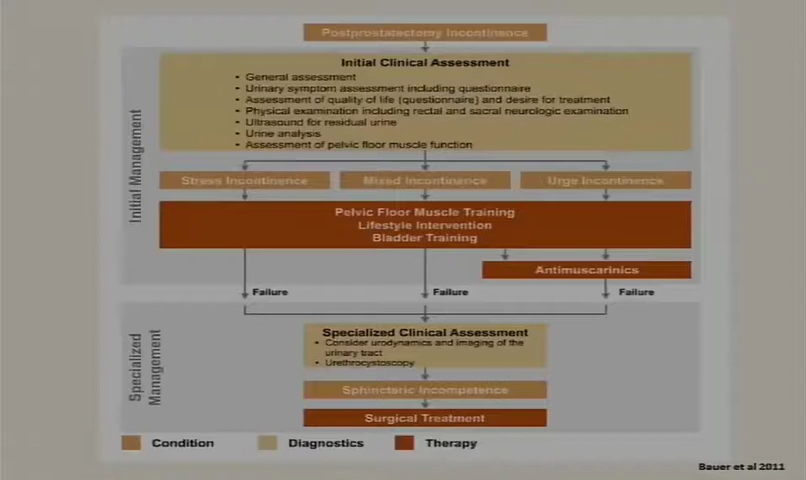 Postprostatectomy Incontinence
Initial Management
Initial Clinical Assessment
• General assessment
• Urinary symptom assessment including questionnaire
• Assessment of quality of life (questionnaire) and desire for treatment
• Physical examination including rectal and sacral neurologic examination
• Ultrasound for residual urine
• Urine analysis
• Assessment of pelvic floor muscle function
Stress Incontinence
Mixed Incontinence
Urge Incontinence
Pelvic Floor Muscle Training
Lifestyle Intervention
Bladder Training
Antimuscarinics
Failure
Failure
Failure
Specialized
Management
Specialized Clinical Assessment
• Consider urodynamics and imaging of the
urinary tract
• Urethrocystoscopy
Sphincteric Incompetence
Surgical Treatment
Condition
Diagnostics
Therapy
Bauer et al 2011